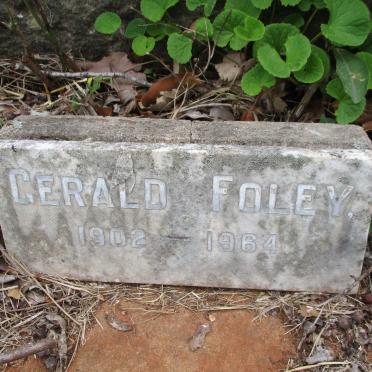 GERALD FOLEY,
1902 — 1964